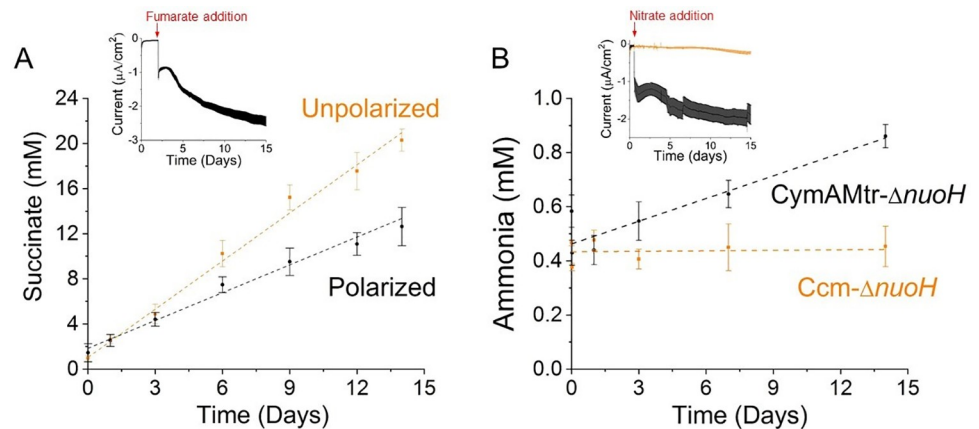 Fumarate addition
A
Current (µA/cm²)
0
-1
-2
-3
0 5 10 15
Time (Days)
Unpolarized
Polarized
Succinate (mM)
24
20
16
12
8
4
0
0 3 6 9 12 15
Time (Days)
Nitrate addition
B
Current (µA/cm²)
0
-1
-2
0 5 10 15
Time (days)
CymAMtr-ΔnuoH
Ccm-ΔnuoH
Ammonia (mM)
1.0
0.8
0.6
0.4
0.2
0.0
0 3 6 9 12 15
Time (Days)